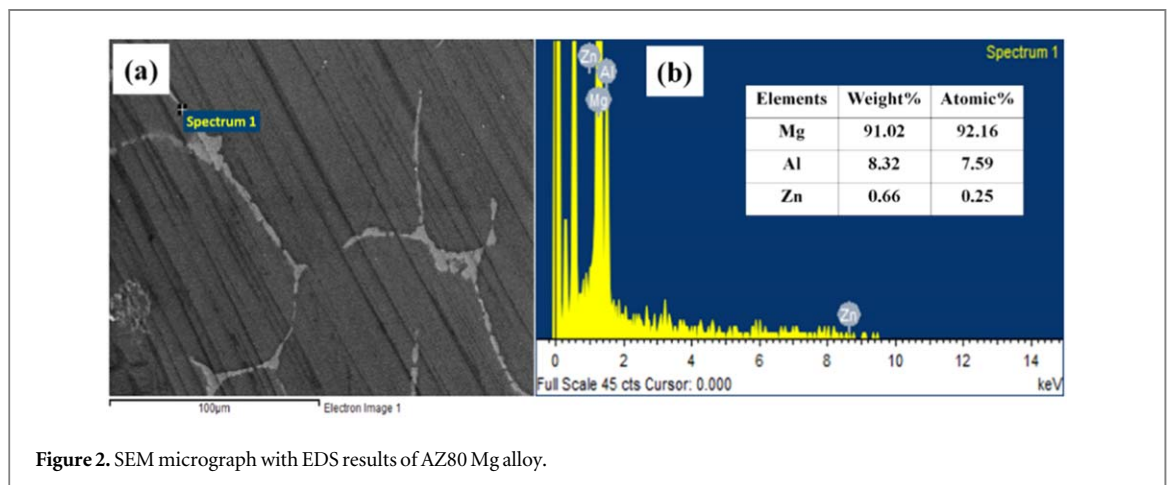 (a)
Spectrum 1
100μm
Electron Image 1
Zn
Al
Mg
(b)
Spectrum 1
Elements Weight% Atomic%
Mg 91.02 92.16
Al 8.32 7.59
Zn 0.66 0.25
Zn
0 2 4 6 8 10 12 14
Full Scale 45 cts Cursor: 0.000 keV
Figure 2. SEM micrograph with EDS results of AZ80 Mg alloy.